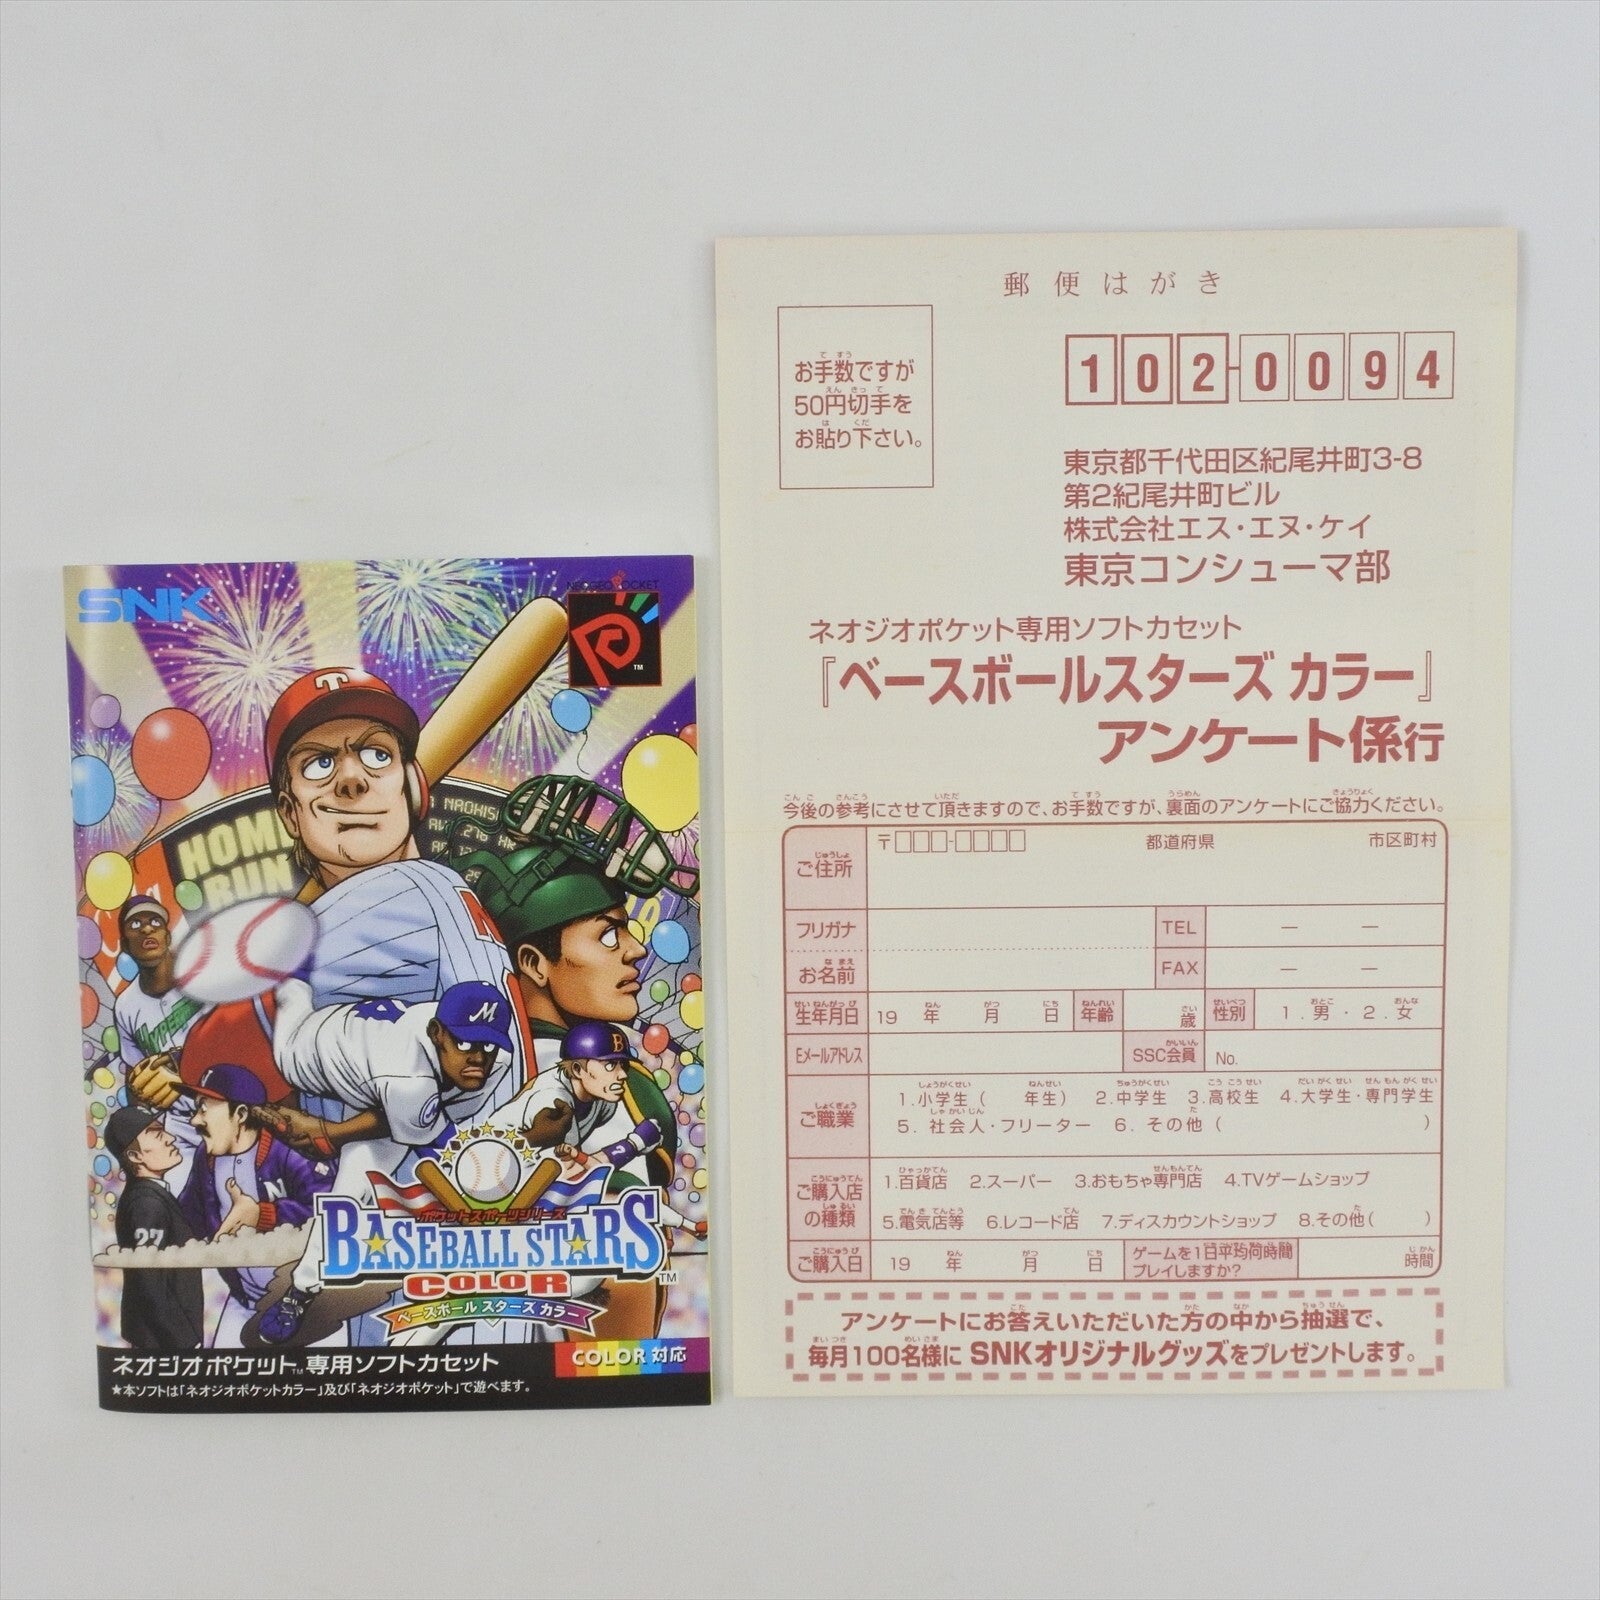 SNK
NEOGEO POCKET
TM
T
NAOKIS
HOME
RUN
M
B
N
27
ポケットスポーツシリーズ
BASEBALL STARS
COLOR
TM
ベースボール スターズ カラー
ネオジオポケット™専用ソフトカセット
COLOR 対応
★本ソフトは「ネオジオポケットカラー」及び「ネオジオポケット」で遊べます。
郵便はがき
お手数ですが
50円切手を
お貼り下さい。
102-0094
東京都千代田区紀尾井町3-8
第2紀尾井町ビル
株式会社エス・エヌ・ケイ
東京コンシューマ部
ネオジオポケット専用ソフトカセット
『ベースボールスターズ カラー』
アンケート係行
今後の参考にさせて頂きますので、お手数ですが、裏面のアンケートにご協力ください。
ご住所 〒□□□-□□□□ 都道府県 市区町村
フリガナ TEL — —
お名前 FAX — —
生年月日 19 年 月 日 年齢 歳 性別 1.男・2.女
Eメールアドレス SSC会員 No.
ご職業 1.小学生( 年生) 2.中学生 3.高校生 4.大学生・専門学生
5.社会人・フリーター 6.その他( )
ご購入店の種類 1.百貨店 2.スーパー 3.おもちゃ専門店 4.TVゲームショップ
5.電気店等 6.レコード店 7.ディスカウントショップ 8.その他( )
ご購入日 19 年 月 日 ゲームを1日平均何時間プレイしますか? 時間
アンケートにお答えいただいた方の中から抽選で、
毎月100名様に SNKオリジナルグッズをプレゼントします。